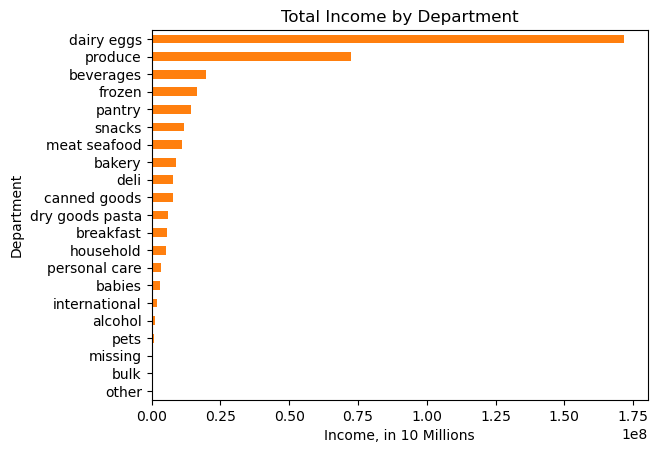 Total Income by Department
dairy eggs
produce
beverages
frozen
pantry
snacks
meat seafood
bakery
deli
canned goods
dry goods pasta
breakfast
household
personal care
babies
international
alcohol
pets
missing
bulk
other
Department
0.00 0.25 0.50 0.75 1.00 1.25 1.50 1.75
1e8
Income, in 10 Millions